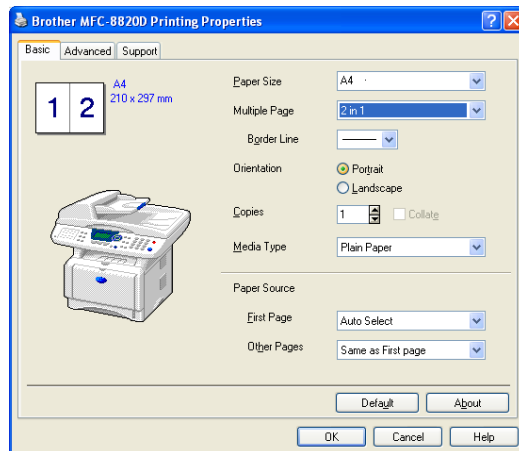 Brother MFC-8820D Printing Properties
Basic
Advanced
Support
1 2
A4
210 x 297 mm
Paper Size
A4
Multiple Page
2 in 1
Border Line
Orientation
Portrait
Landscape
Copies
1
Collate
Media Type
Plain Paper
Paper Source
First Page
Auto Select
Other Pages
Same as First page
Default
About
OK
Cancel
Help